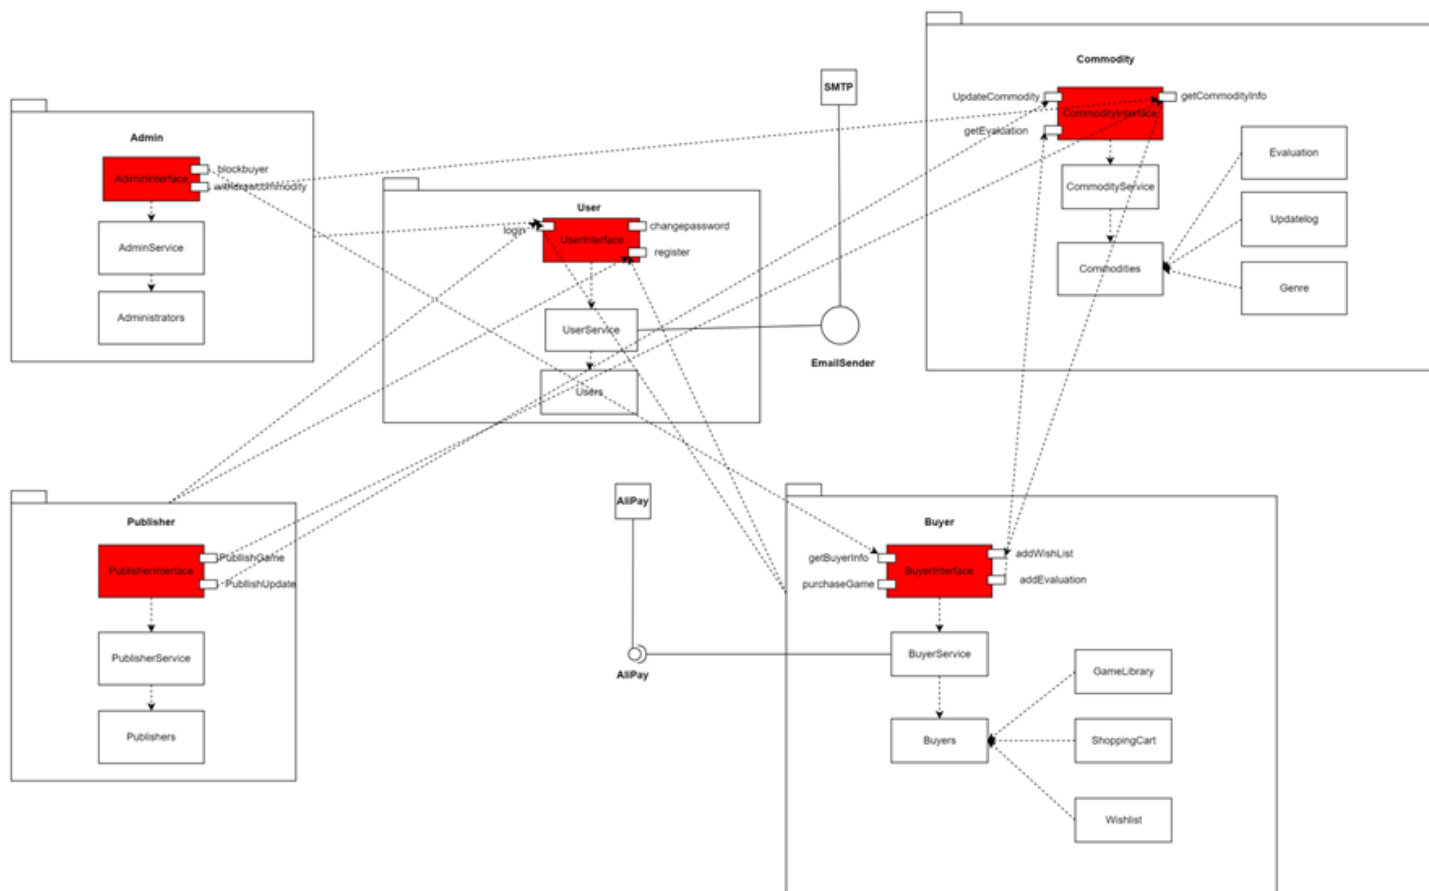 Commodity
SMTP
UpdateCommodity
getCommodityInfo
CommodityInterface
getEvaluation
Admin
Evaluation
blockbuyer
AdminInterface
withdrawcommodity
CommodityService
User
Updatelog
login
changepassword
UserInterface
register
AdminService
Commodities
Genre
Administrators
UserService
EmailSender
Users
AliPay
Publisher
Buyer
PubllishGame
PublisherInterface
PubllishUpdate
getBuyerInfo
addWishList
BuyerInterface
purchaseGame
addEvaluation
PublisherService
BuyerService
AliPay
GameLibrary
Publishers
Buyers
ShoppingCart
Wishlist